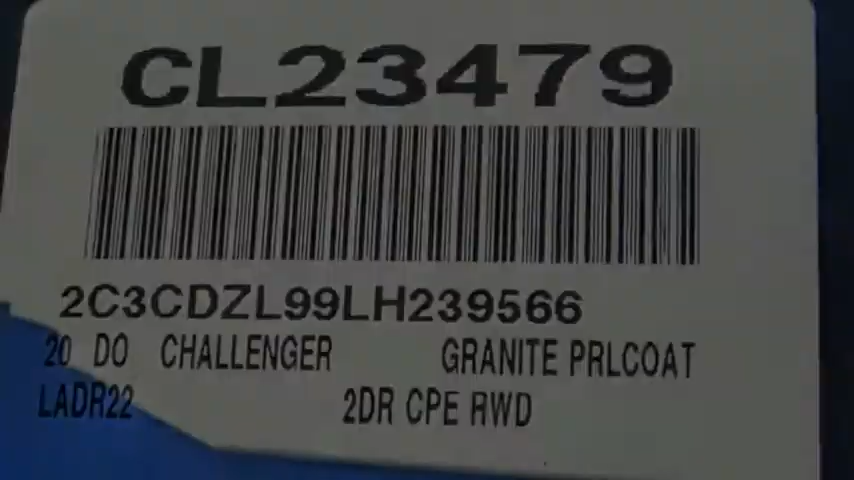 CL23479
2C3CDZL99LH239566
20 DO CHALLENGER GRANITE PRLCOAT
LADR22 2DR CPE RWD